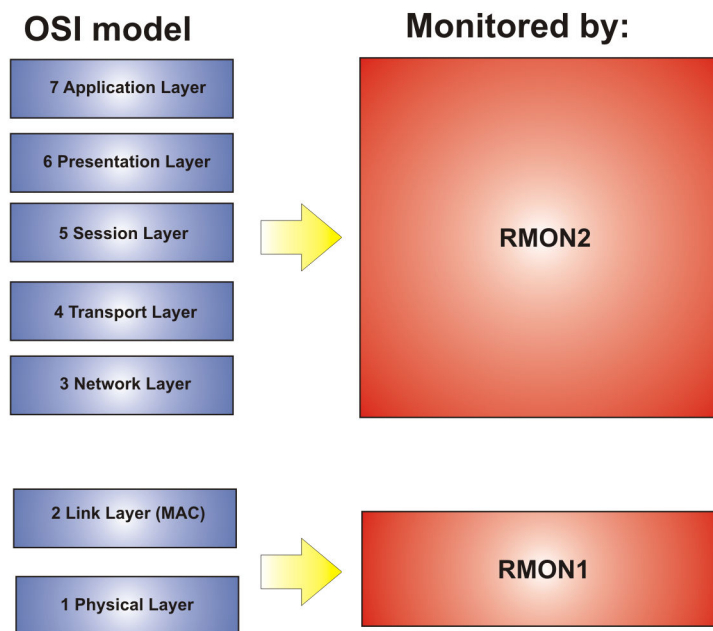 OSI model
Monitored by:
7 Application Layer
6 Presentation Layer
5 Session Layer
4 Transport Layer
3 Network Layer
RMON2
2 Link Layer (MAC)
1 Physical Layer
RMON1